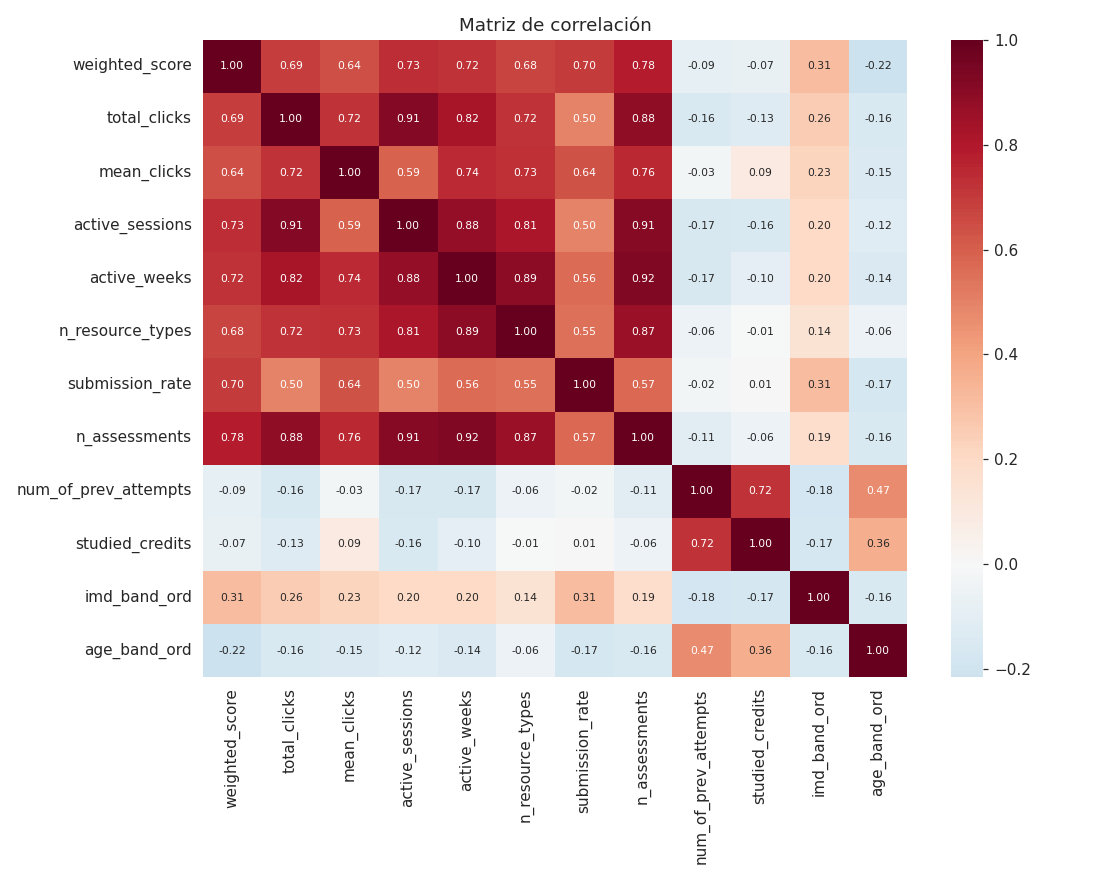 Matriz de correlación
weighted_score 1.00 0.69 0.64 0.73 0.72 0.68 0.70 0.78 -0.09 -0.07 0.31 -0.22
total_clicks 0.69 1.00 0.72 0.91 0.82 0.72 0.50 0.88 -0.16 -0.13 0.26 -0.16
mean_clicks 0.64 0.72 1.00 0.59 0.74 0.73 0.64 0.76 -0.03 0.09 0.23 -0.15
active_sessions 0.73 0.91 0.59 1.00 0.88 0.81 0.50 0.91 -0.17 -0.16 0.20 -0.12
active_weeks 0.72 0.82 0.74 0.88 1.00 0.89 0.56 0.92 -0.17 -0.10 0.20 -0.14
n_resource_types 0.68 0.72 0.73 0.81 0.89 1.00 0.55 0.87 -0.06 -0.01 0.14 -0.06
submission_rate 0.70 0.50 0.64 0.50 0.56 0.55 1.00 0.57 -0.02 0.01 0.31 -0.17
n_assessments 0.78 0.88 0.76 0.91 0.92 0.87 0.57 1.00 -0.11 -0.06 0.19 -0.16
num_of_prev_attempts -0.09 -0.16 -0.03 -0.17 -0.17 -0.06 -0.02 -0.11 1.00 0.72 -0.18 0.47
studied_credits -0.07 -0.13 0.09 -0.16 -0.10 -0.01 0.01 -0.06 0.72 1.00 -0.17 0.36
imd_band_ord 0.31 0.26 0.23 0.20 0.20 0.14 0.31 0.19 -0.18 -0.17 1.00 -0.16
age_band_ord -0.22 -0.16 -0.15 -0.12 -0.14 -0.06 -0.17 -0.16 0.47 0.36 -0.16 1.00
weighted_score
total_clicks
mean_clicks
active_sessions
active_weeks
n_resource_types
submission_rate
n_assessments
num_of_prev_attempts
studied_credits
imd_band_ord
age_band_ord
1.0
0.8
0.6
0.4
0.2
0.0
−0.2